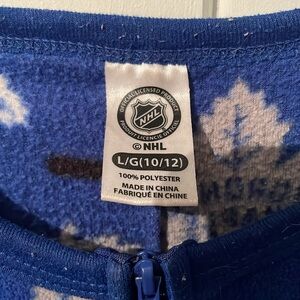 OFFICIAL LICENSED PRODUCT
NHL
PRODUIT LICENCIÉ OFFICIEL
© NHL
L/G(10/12)
100% POLYESTER
MADE IN CHINA
FABRIQUÉ EN CHINE